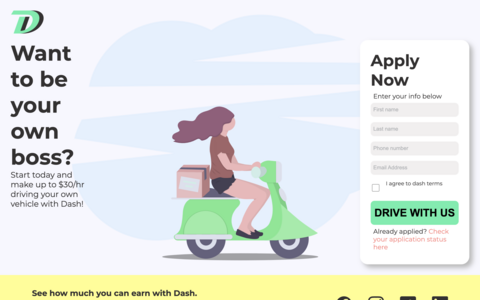 Want
to be
your
own
boss?
Start today and
make up to $30/hr
driving your own
vehicle with Dash!
Apply
Now
Enter your info below
First name
Last name
Phone number
Email Address
I agree to dash terms
DRIVE WITH US
Already applied? Check
your application status
here
See how much you can earn with Dash.